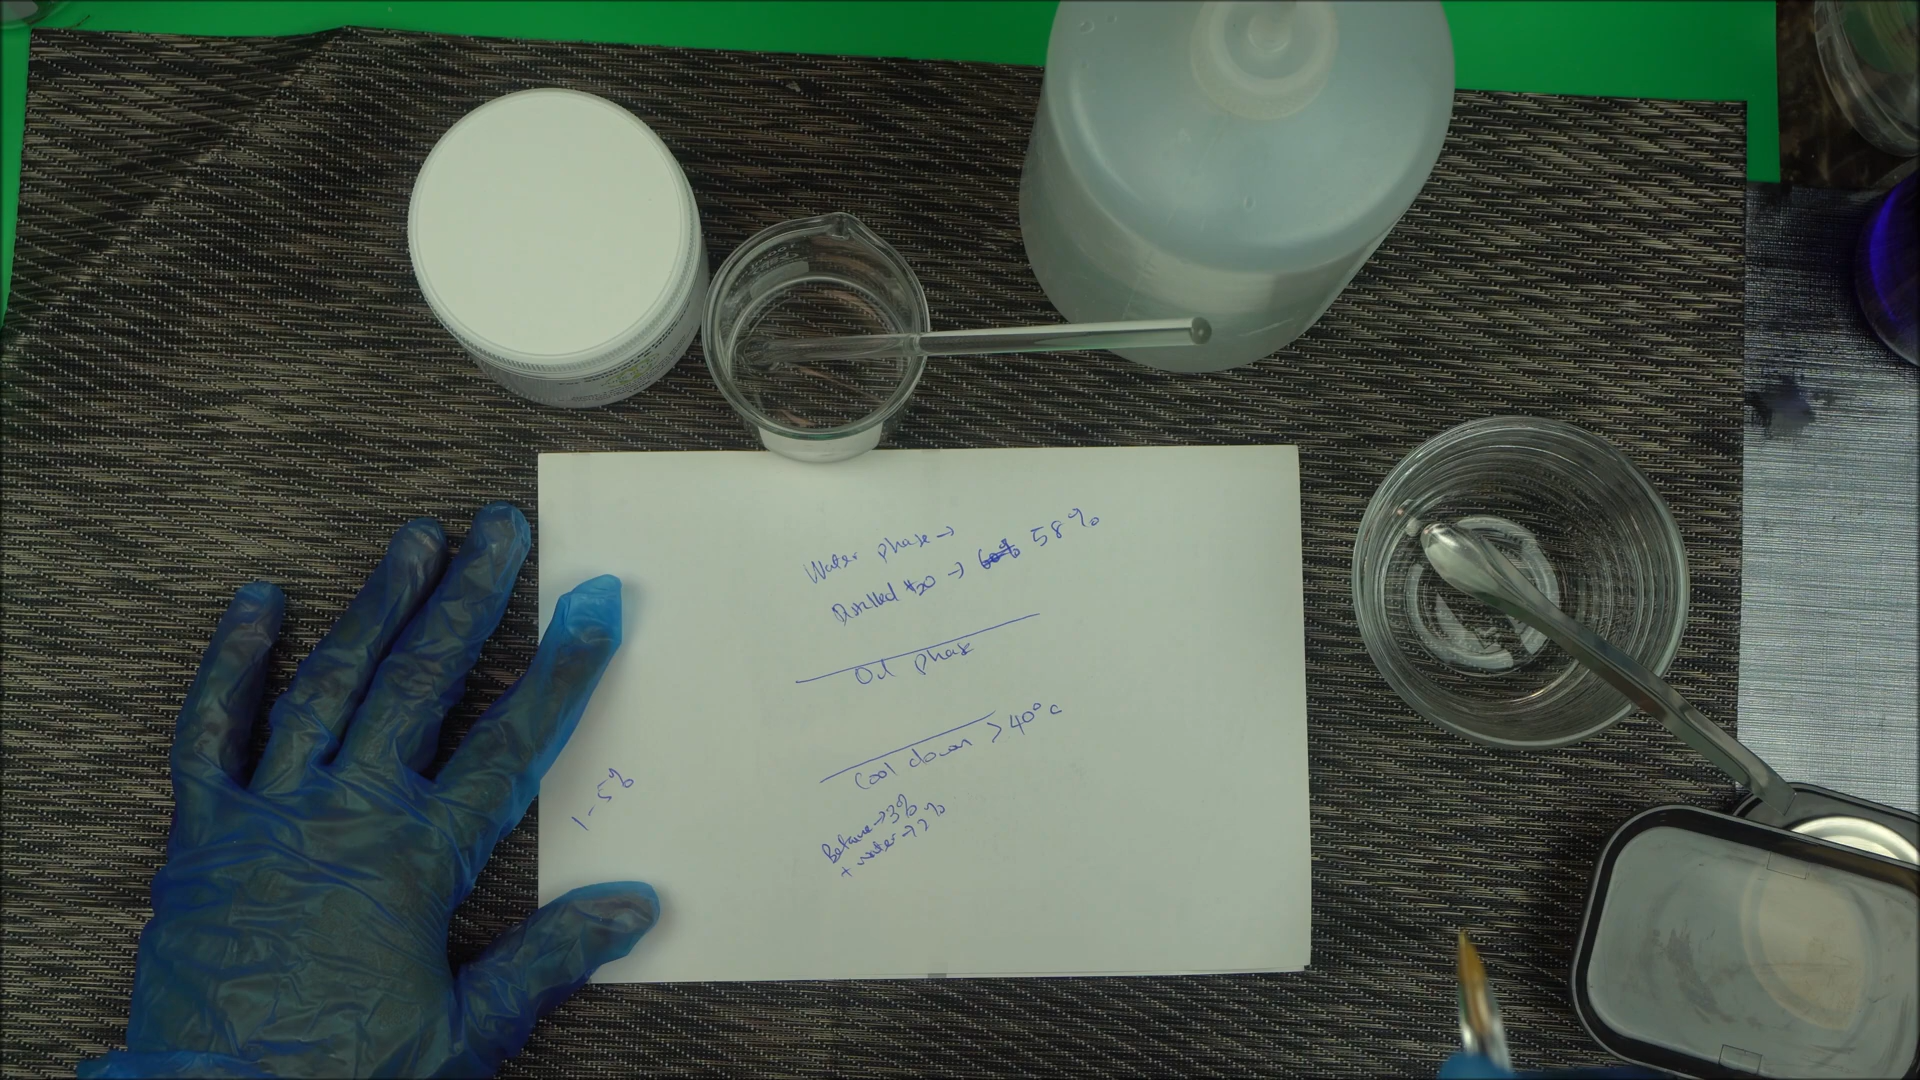 Water phase →
Distilled H2O → 60% 58%
Oil phase
Cool down > 40°C
1-5%
Betaine → 3%
+ water → 7%